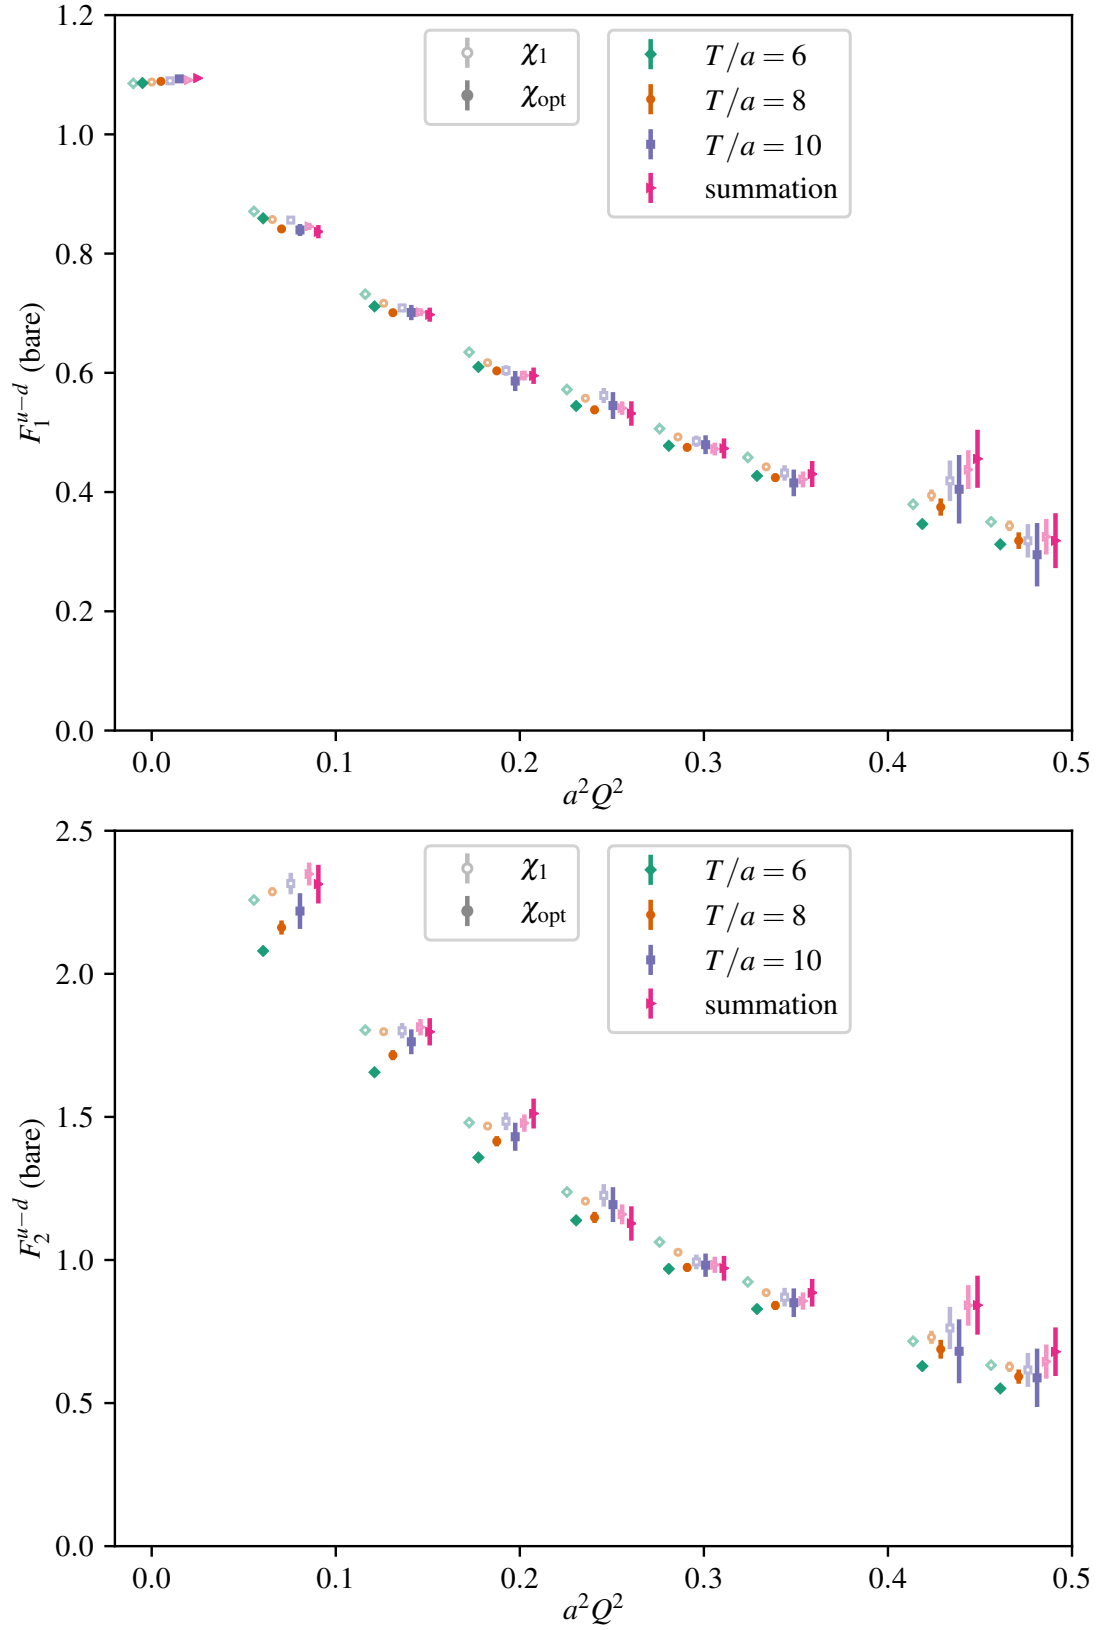 1.2
1.0
0.8
0.6
0.4
0.2
0.0
F₁ᵘ⁻ᵈ (bare)
χ₁
χopt
T/a = 6
T/a = 8
T/a = 10
summation
0.0 0.1 0.2 0.3 0.4 0.5
a²Q²
2.5
2.0
1.5
1.0
0.5
0.0
F₂ᵘ⁻ᵈ (bare)
χ₁
χopt
T/a = 6
T/a = 8
T/a = 10
summation
0.0 0.1 0.2 0.3 0.4 0.5
a²Q²